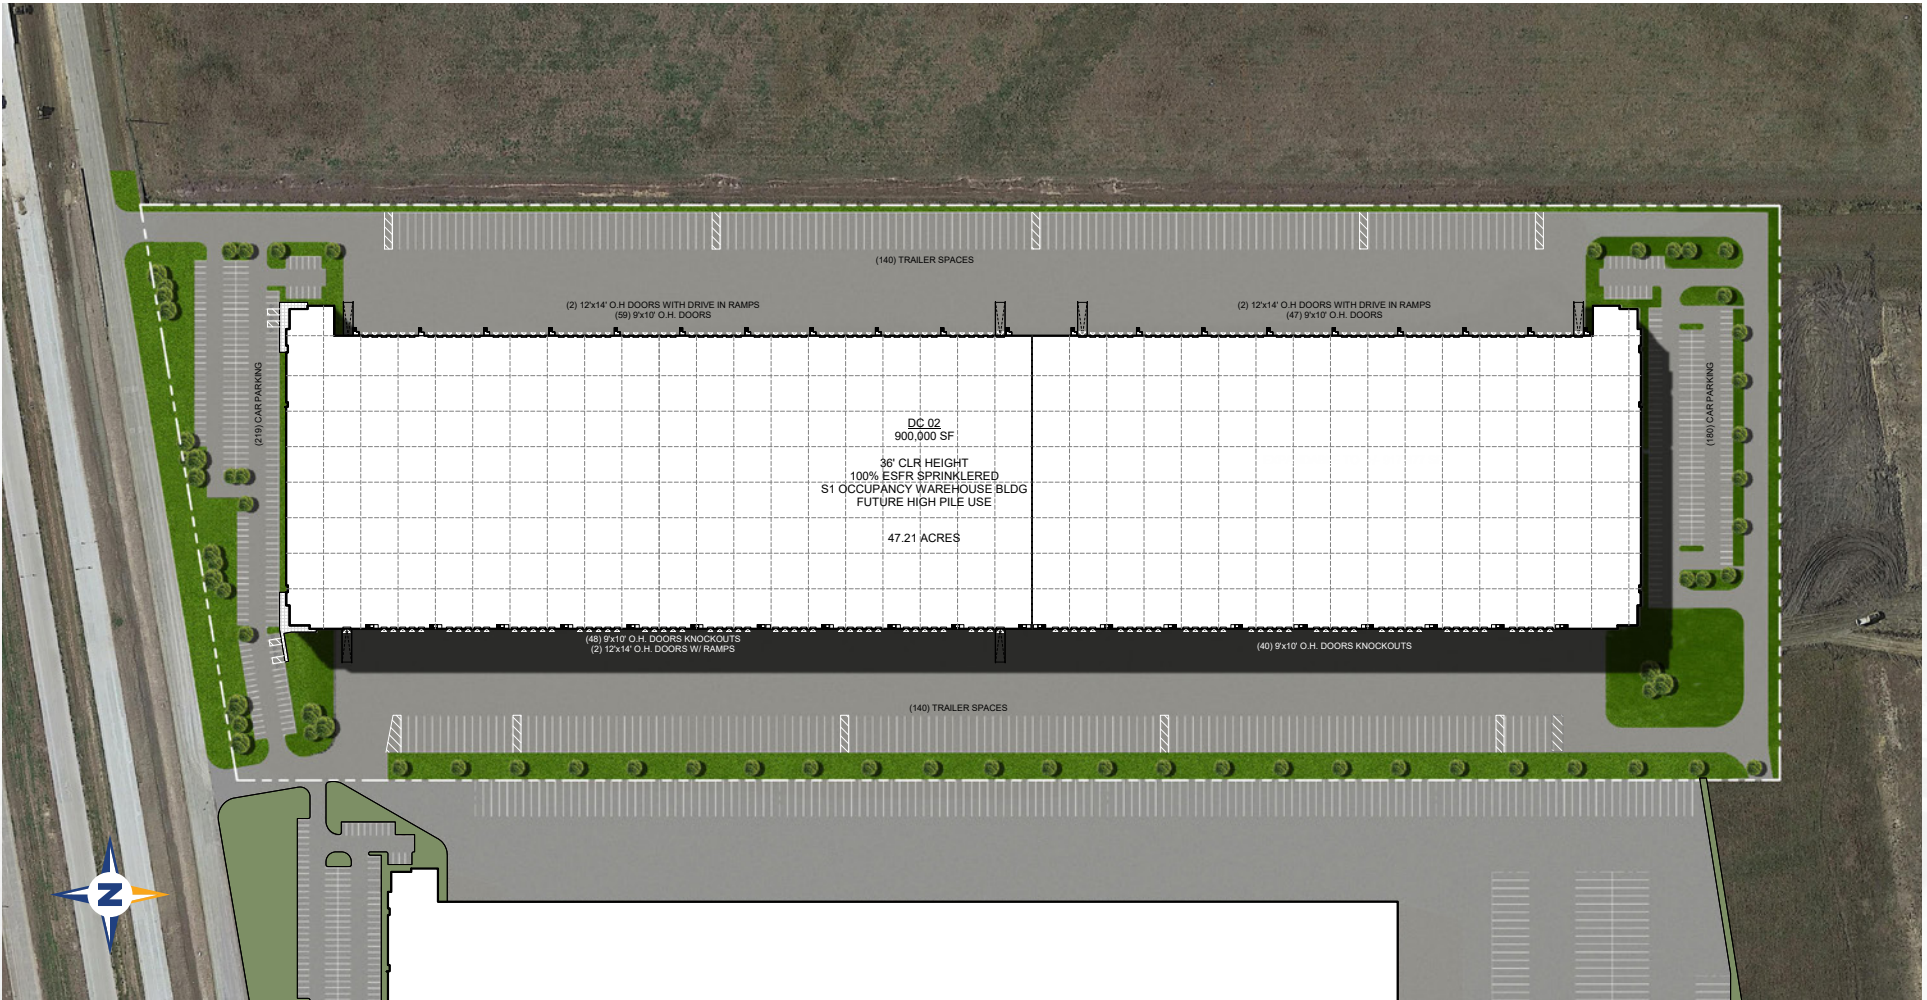 (140) TRAILER SPACES
(2) 12'x14' O.H DOORS WITH DRIVE IN RAMPS
(59) 9'x10' O.H. DOORS
(2) 12'x14' O.H DOORS WITH DRIVE IN RAMPS
(47) 9'x10' O.H. DOORS
(219) CAR PARKING
(180) CAR PARKING
DC 02
900,000 SF
36' CLR HEIGHT
100% ESFR SPRINKLERED
S1 OCCUPANCY WAREHOUSE BLDG
FUTURE HIGH PILE USE
47.21 ACRES
(48) 9'x10' O.H. DOORS KNOCKOUTS
(2) 12'x14' O.H. DOORS W/ RAMPS
(40) 9'x10' O.H. DOORS KNOCKOUTS
(140) TRAILER SPACES
N